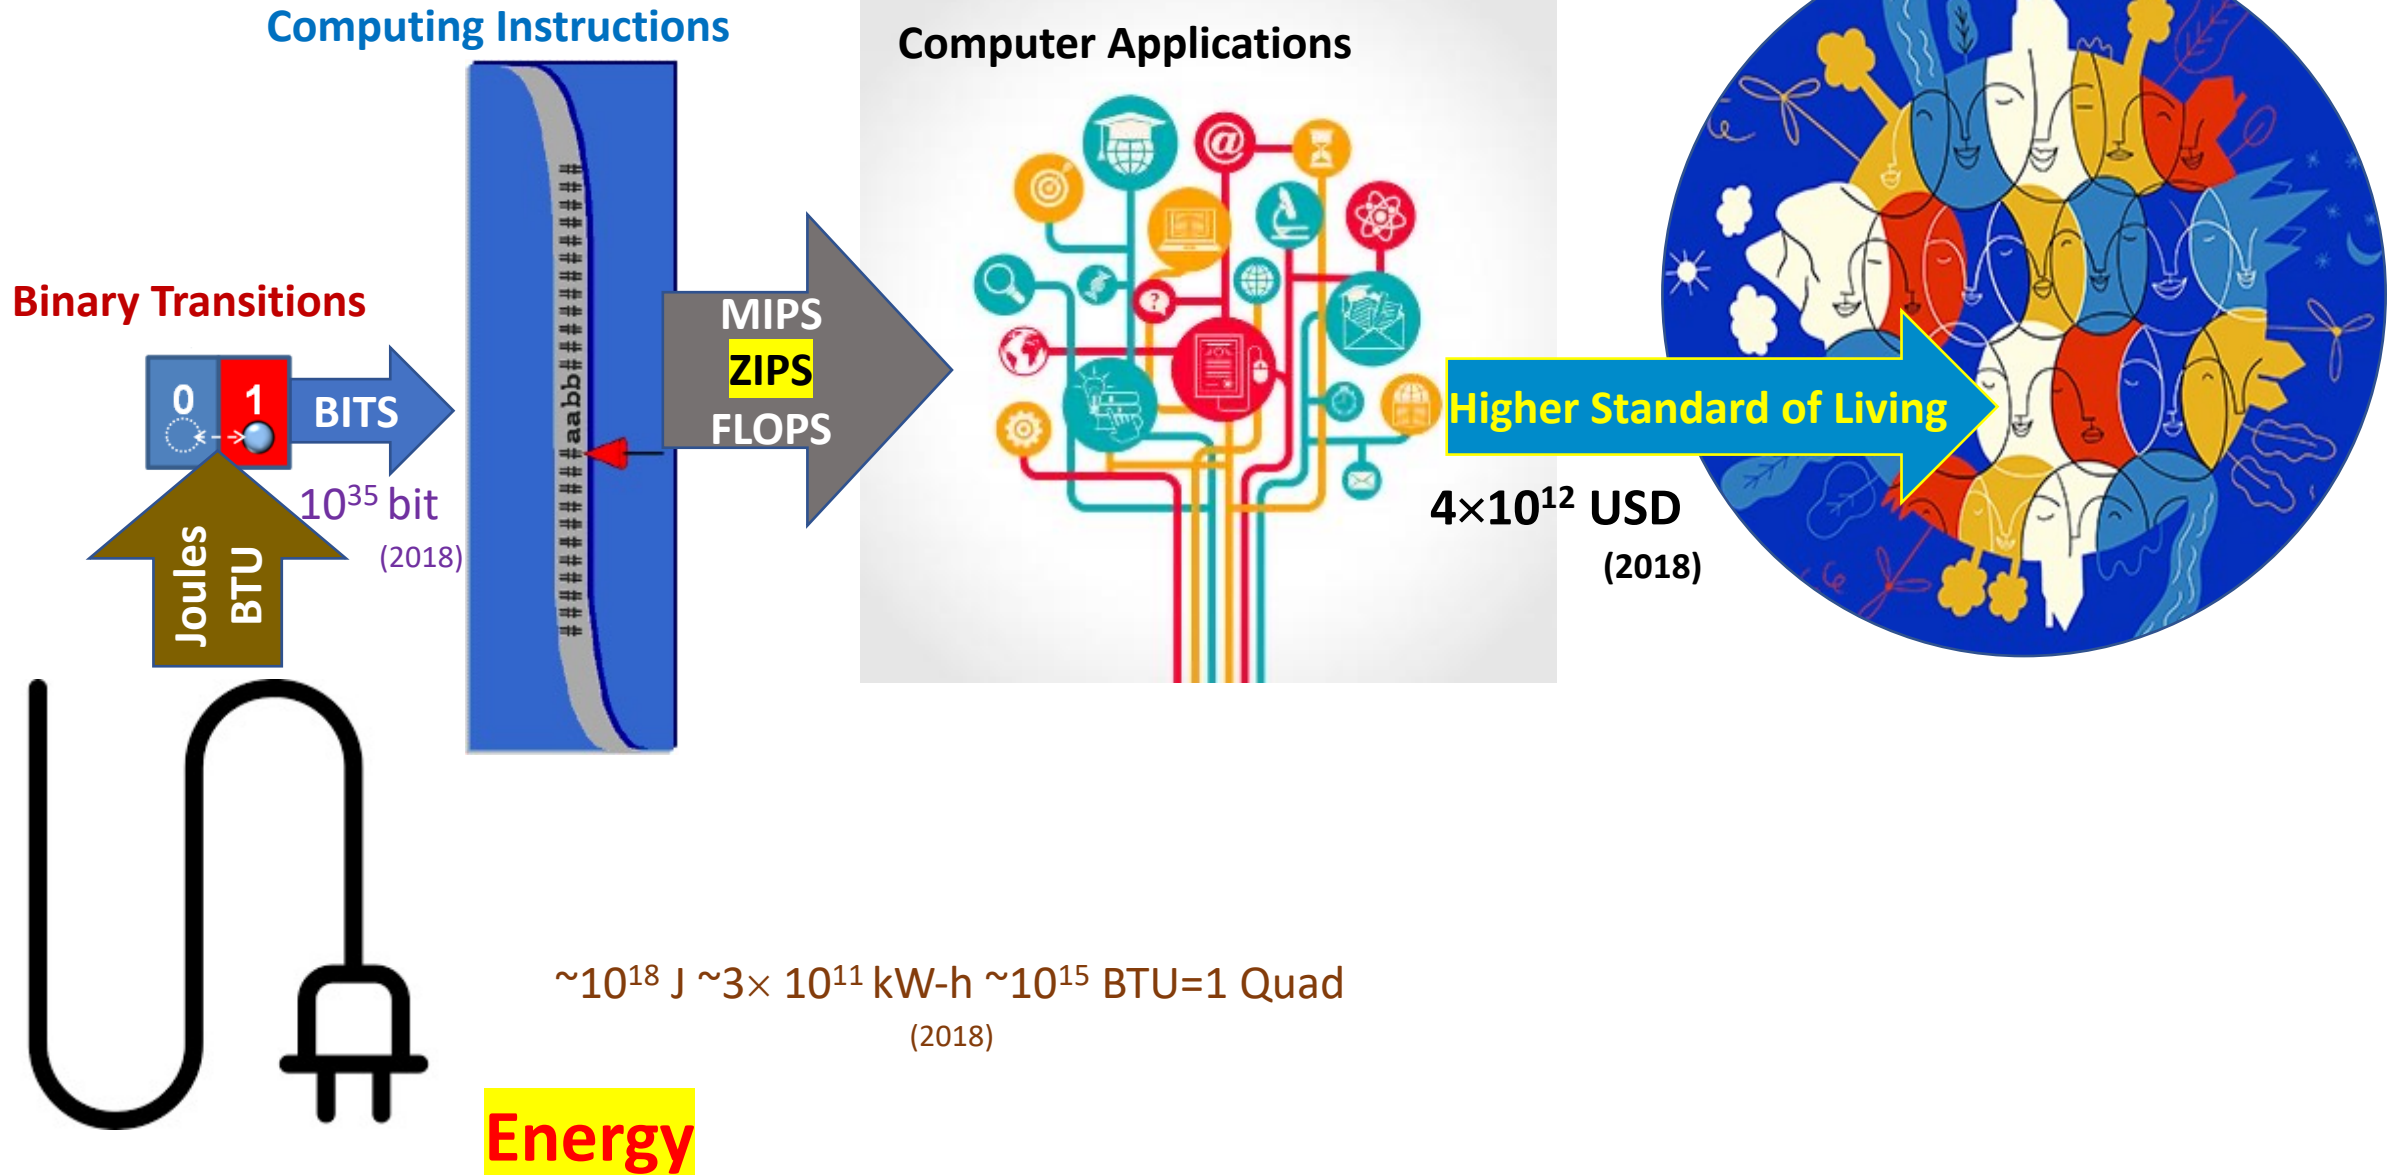 Computing Instructions
Computer Applications
Binary Transitions
0 1
BITS
10³⁵ bit
(2018)
Joules
BTU
##########aabb##########
MIPS
ZIPS
FLOPS
@
?
Higher Standard of Living
4×10¹² USD
(2018)
~10¹⁸ J ~3× 10¹¹ kW-h ~10¹⁵ BTU=1 Quad
(2018)
Energy